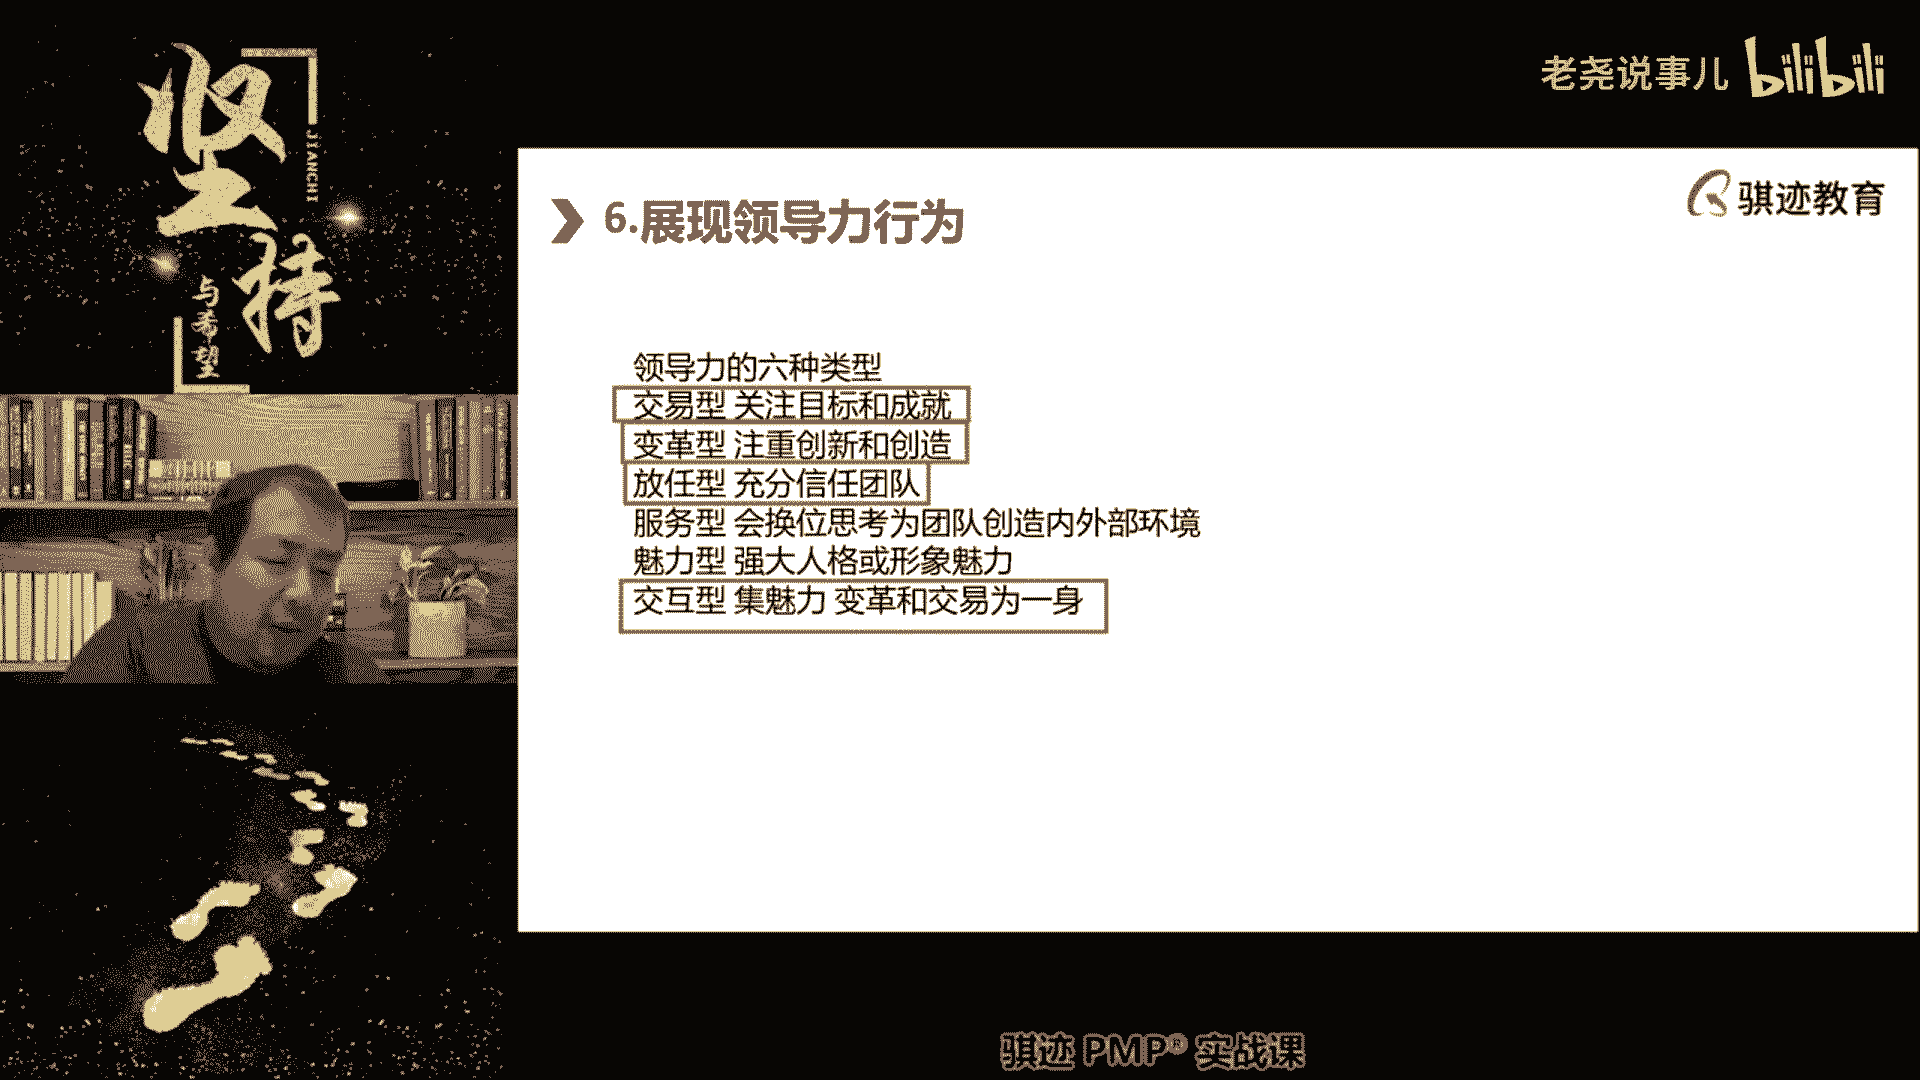 坚持
JIANCHI
与希望
老尧说事儿 bilibili
骐迹教育
6.展现领导力行为
领导力的六种类型
交易型 关注目标和成就
变革型 注重创新和创造
放任型 充分信任团队
服务型 会换位思考为团队创造内外部环境
魅力型 强大人格或形象魅力
交互型 集魅力 变革和交易为一身
骐迹 PMP® 实战课